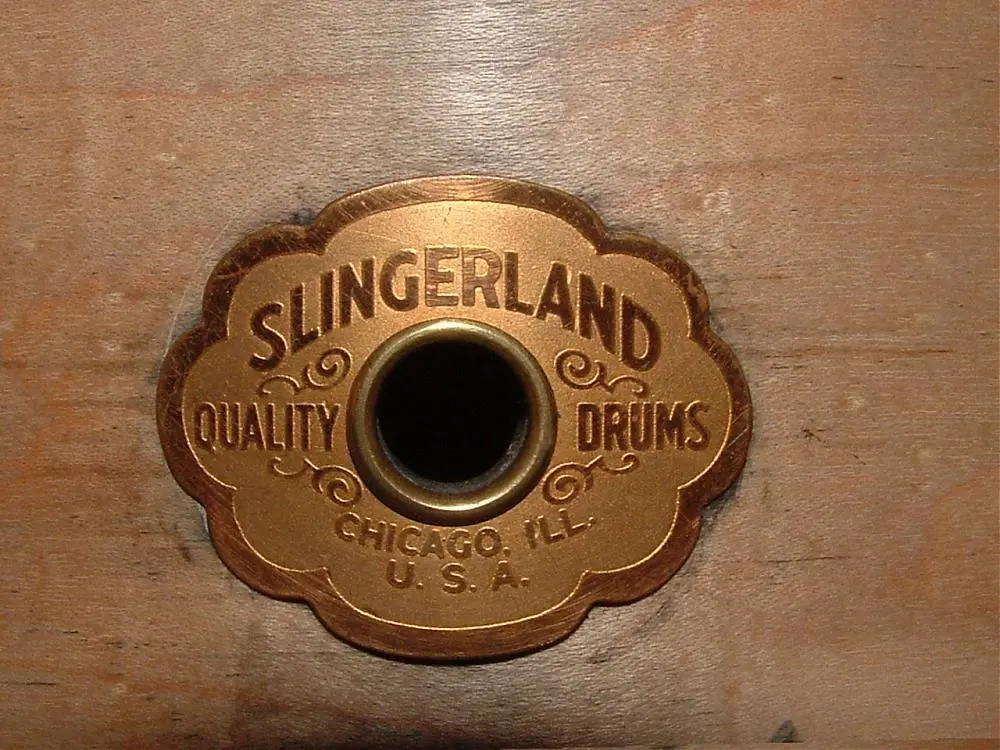 SLINGERLAND
QUALITY DRUMS
CHICAGO. ILL.
U. S. A.